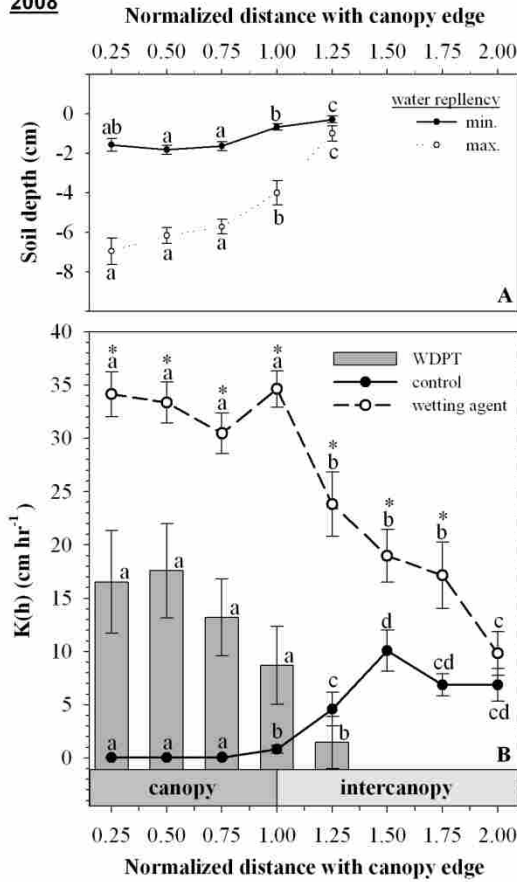 2008
Normalized distance with canopy edge
0.25 0.50 0.75 1.00 1.25 1.50 1.75 2.00
Soil depth (cm)
0
-2
-4
-6
-8
ab a a b c
a a a b c
water repllency
min.
max.
A
K(h) (cm hr-1)
40
35
30
25
20
15
10
5
0
* * * * * * *
a a a a b b b c
a a a a b
a a a b c d cd cd
WDPT
control
wetting agent
B
canopy intercanopy
0.25 0.50 0.75 1.00 1.25 1.50 1.75 2.00
Normalized distance with canopy edge